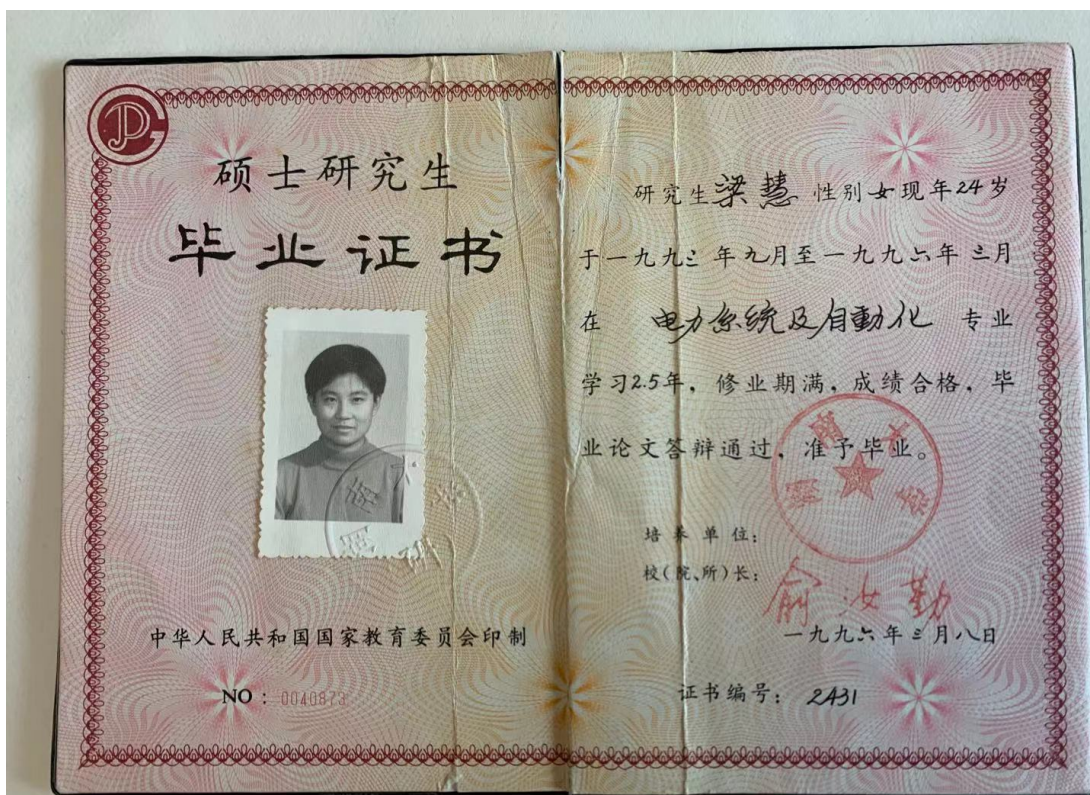 硕士研究生
毕业证书
中华人民共和国国家教育委员会印制
NO: 0040873
研究生梁慧 性别女现年24岁
于一九九三年九月至一九九六年三月
在 电力系统及自動化 专业
学习2.5年，修业期满，成绩合格，毕
业论文答辩通过，准予毕业。
湖南大学
培养单位：
校(院、所)长：
俞汝勤
一九九六年三月八日
证书编号： 2431